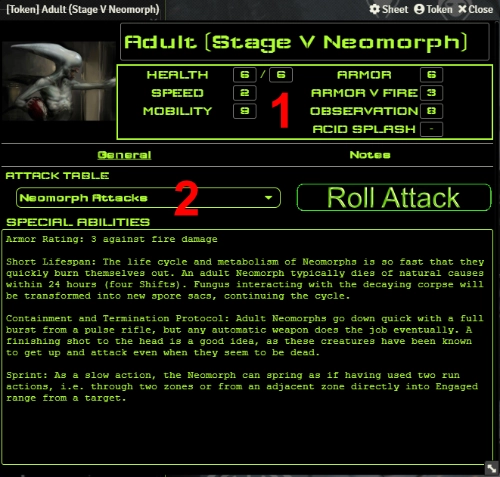 [Token] Adult (Stage V Neomorph) Sheet Token Close
Adult (Stage V Neomorph)
HEALTH 6 / 6 ARMOR 6
SPEED 2 ARMOR V FIRE 3
MOBILITY 9 OBSERVATION 8
ACID SPLASH -
1
General Notes
ATTACK TABLE
Neomorph Attacks Roll Attack
2
SPECIAL ABILITIES
Armor Rating: 3 against fire damage
Short Lifespan: The life cycle and metabolism of Neomorphs is so fast that they
quickly burn themselves out. An adult Neomorph typically dies of natural causes
within 24 hours (four Shifts). Fungus interacting with the decaying corpse will
be transformed into new spore sacs, continuing the cycle.
Containment and Termination Protocol: Adult Neomorphs go down quick with a full
burst from a pulse rifle, but any automatic weapon does the job eventually. A
finishing shot to the head is a good idea, as these creatures have been known
to get up and attack even when they seem to be dead.
Sprint: As a slow action, the Neomorph can spring as if having used two run
actions, i.e. through two zones or from an adjacent zone directly into Engaged
range from a target.